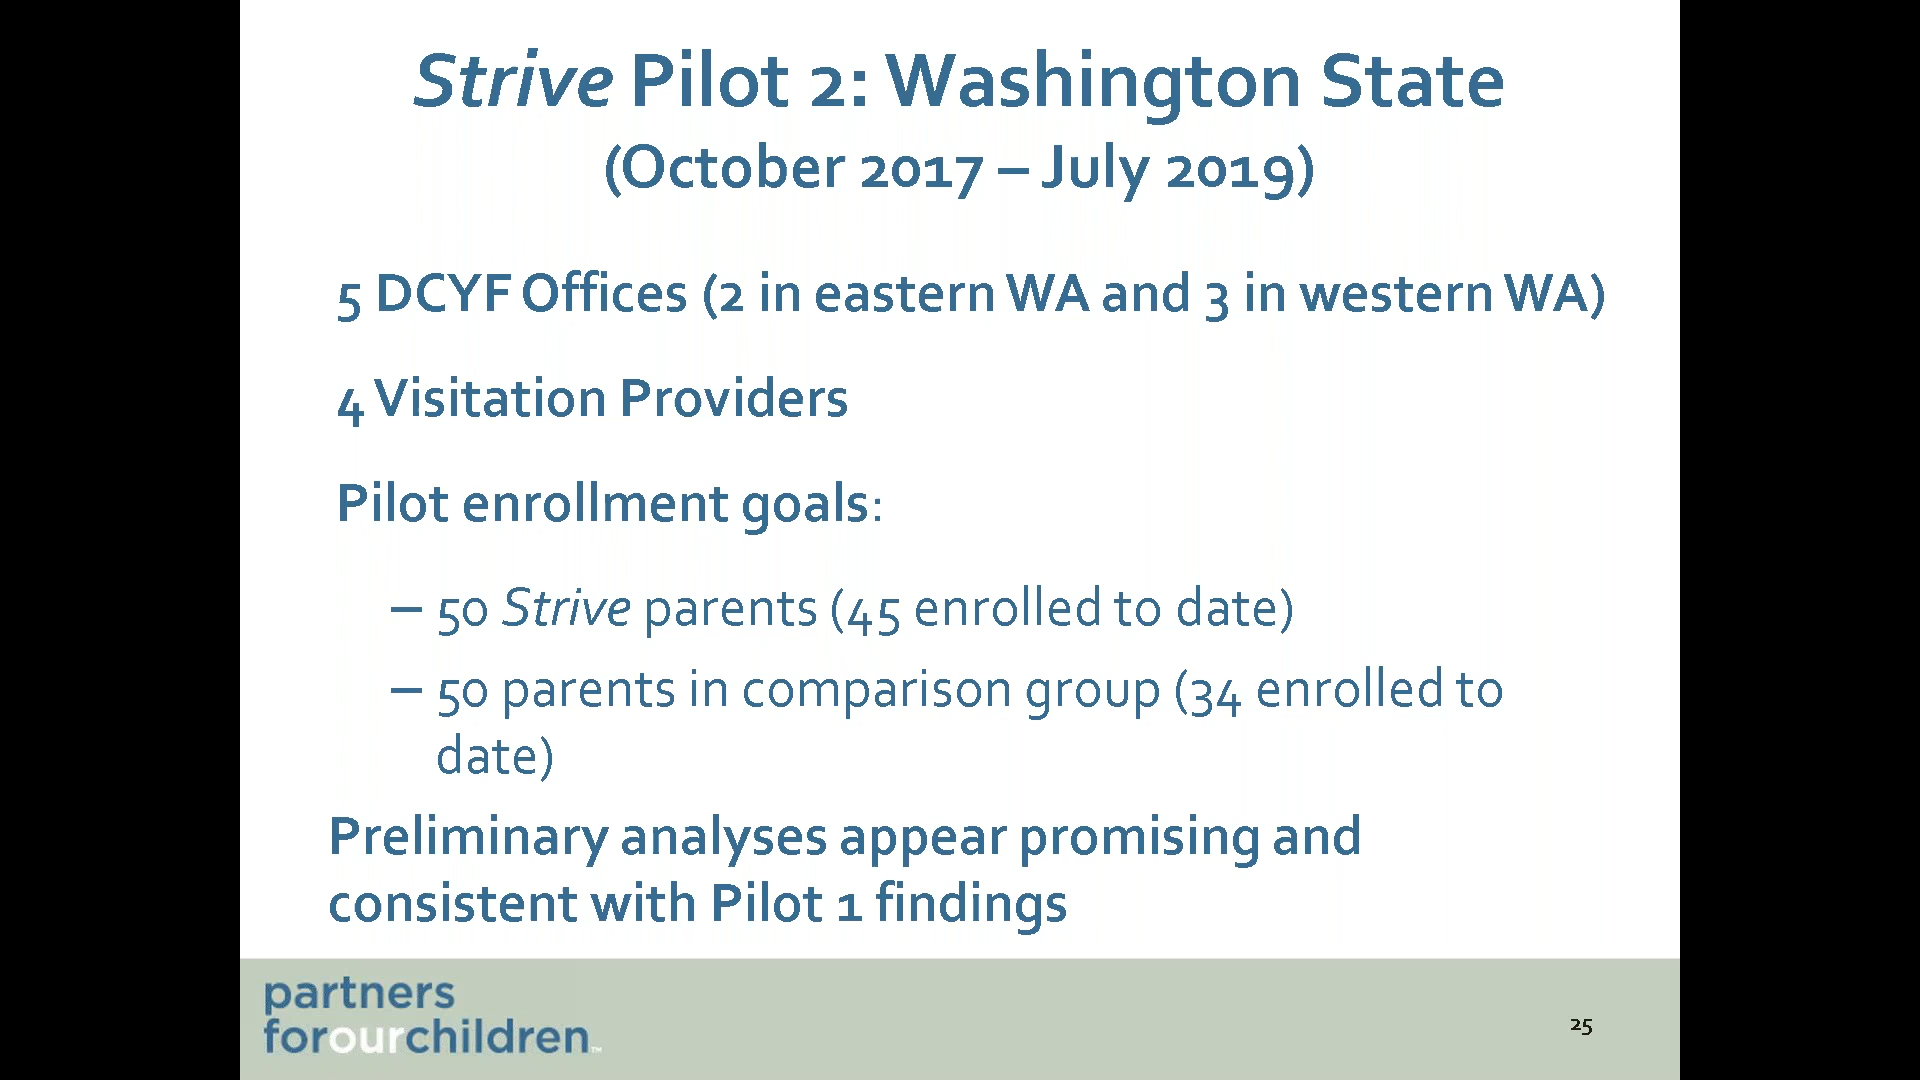 Strive Pilot 2: Washington State
(October 2017 – July 2019)
5 DCYF Offices (2 in eastern WA and 3 in western WA)
4 Visitation Providers
Pilot enrollment goals:
– 50 Strive parents (45 enrolled to date)
– 50 parents in comparison group (34 enrolled to
date)
Preliminary analyses appear promising and
consistent with Pilot 1 findings
partners
forourchildren™
25